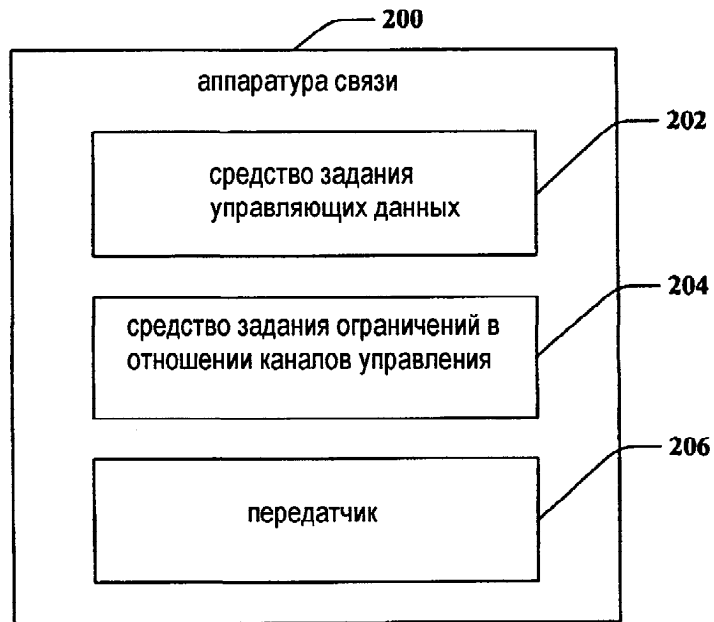 200
аппаратура связи
202
средство задания
управляющих данных
204
средство задания ограничений в
отношении каналов управления
206
передатчик